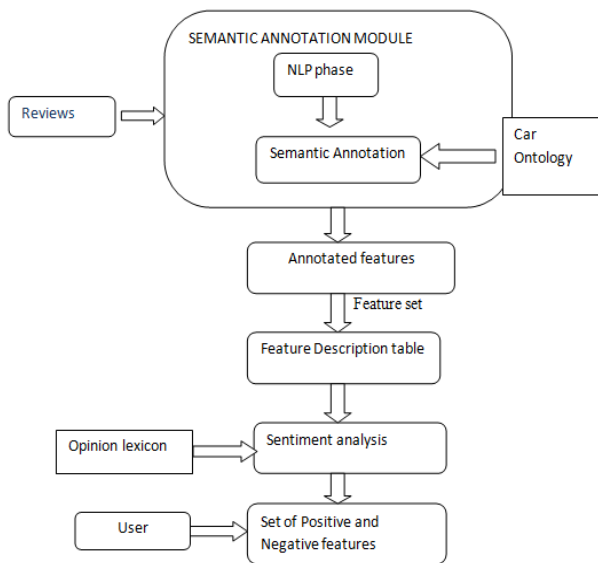 SEMANTIC ANNOTATION MODULE
NLP phase
Reviews
Semantic Annotation
Car
Ontology
Annotated features
Feature set
Feature Description table
Opinion lexicon
Sentiment analysis
User
Set of Positive and
Negative features